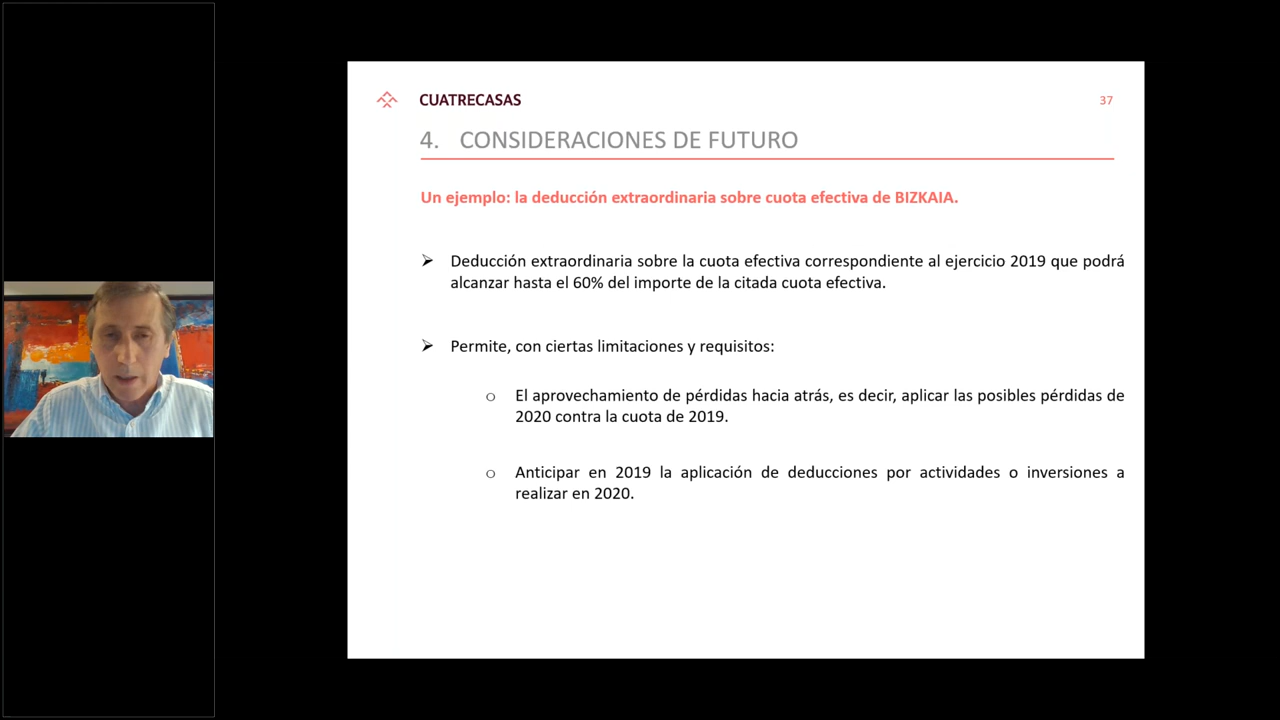 CUATRECASAS
37
4. CONSIDERACIONES DE FUTURO
Un ejemplo: la deducción extraordinaria sobre cuota efectiva de BIZKAIA.
➢ Deducción extraordinaria sobre la cuota efectiva correspondiente al ejercicio 2019 que podrá
alcanzar hasta el 60% del importe de la citada cuota efectiva.
➢ Permite, con ciertas limitaciones y requisitos:
o El aprovechamiento de pérdidas hacia atrás, es decir, aplicar las posibles pérdidas de
2020 contra la cuota de 2019.
o Anticipar en 2019 la aplicación de deducciones por actividades o inversiones a
realizar en 2020.